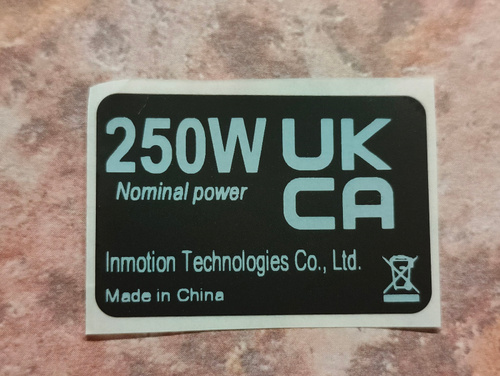 250W UK
Nominal power CA
Inmotion Technologies Co., Ltd.
Made in China